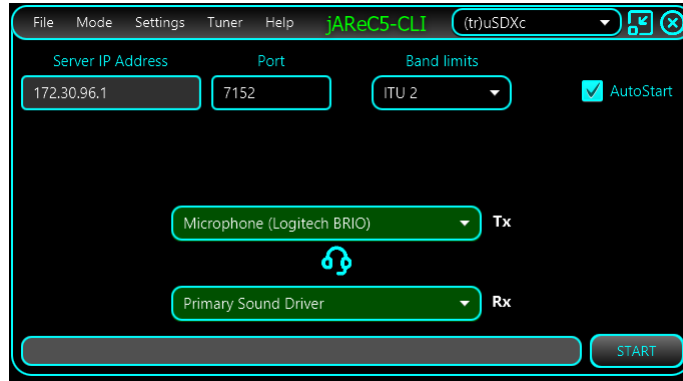 File Mode Settings Tuner Help jAReC5-CLI (tr)uSDXc
Server IP Address Port Band limits
172.30.96.1 7152 ITU 2 AutoStart
Microphone (Logitech BRIO) Tx
Primary Sound Driver Rx
START